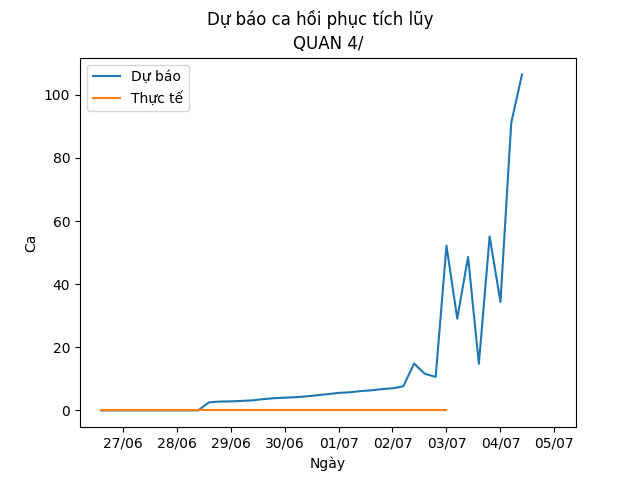 Dự báo ca hồi phục tích lũy
QUAN 4/
Dự báo
Thực tế
100
80
60
40
20
0
Ca
27/06 28/06 29/06 30/06 01/07 02/07 03/07 04/07 05/07
Ngày